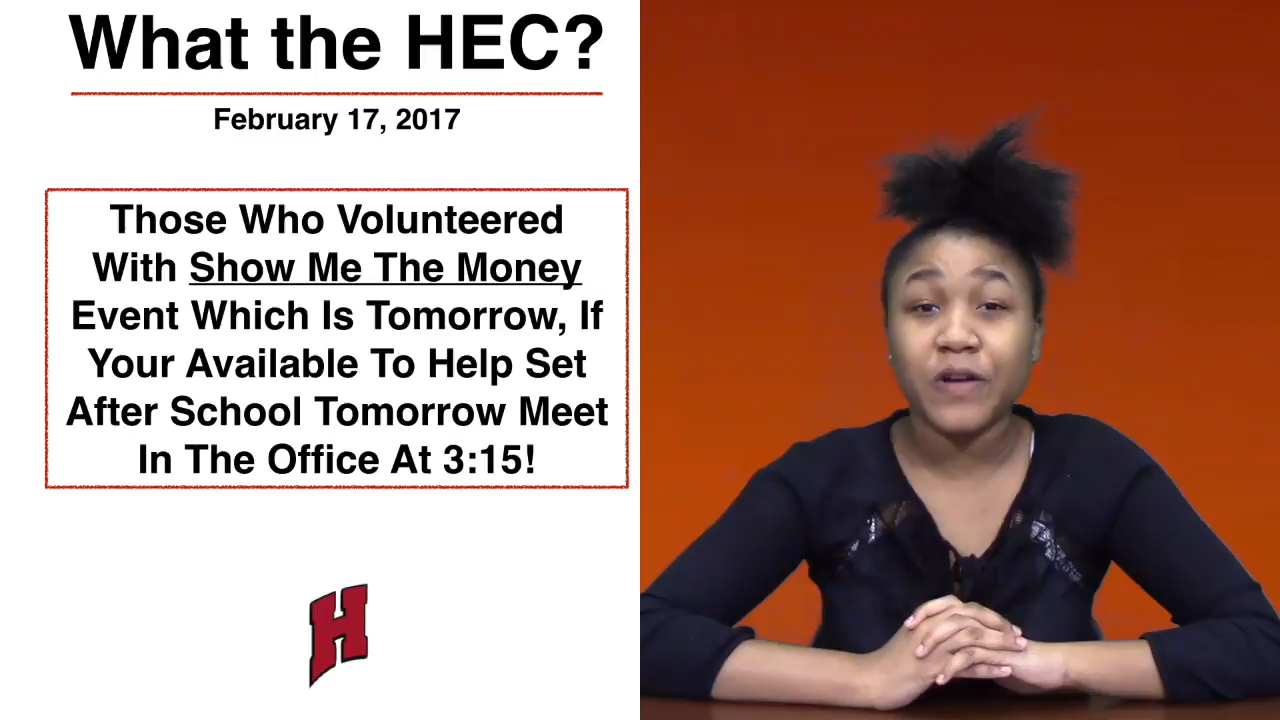 What the HEC?
February 17, 2017
Those Who Volunteered
With Show Me The Money
Event Which Is Tomorrow, If
Your Available To Help Set
After School Tomorrow Meet
In The Office At 3:15!
H